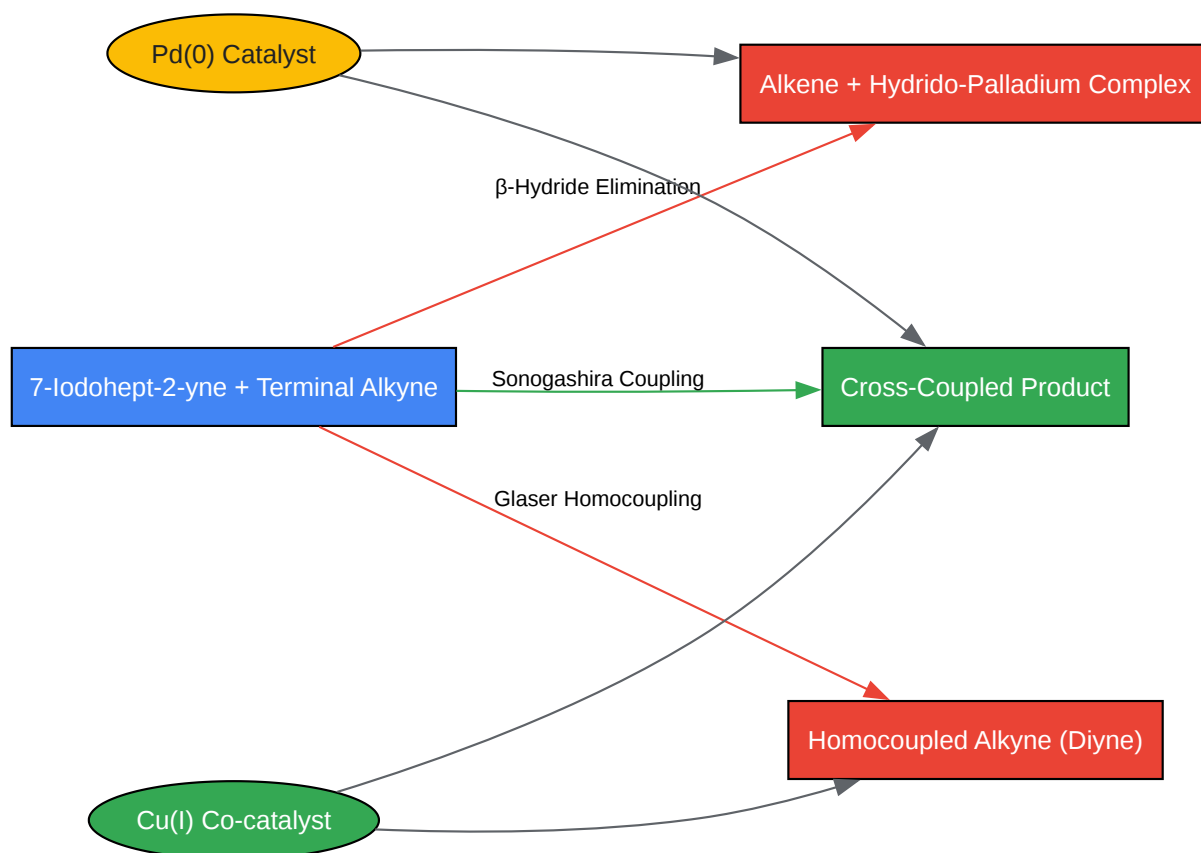 Pd(0) Catalyst
Alkene + Hydrido-Palladium Complex
β-Hydride Elimination
7-Iodohept-2-yne + Terminal Alkyne
Sonogashira Coupling
Cross-Coupled Product
Glaser Homocoupling
Homocoupled Alkyne (Diyne)
Cu(I) Co-catalyst